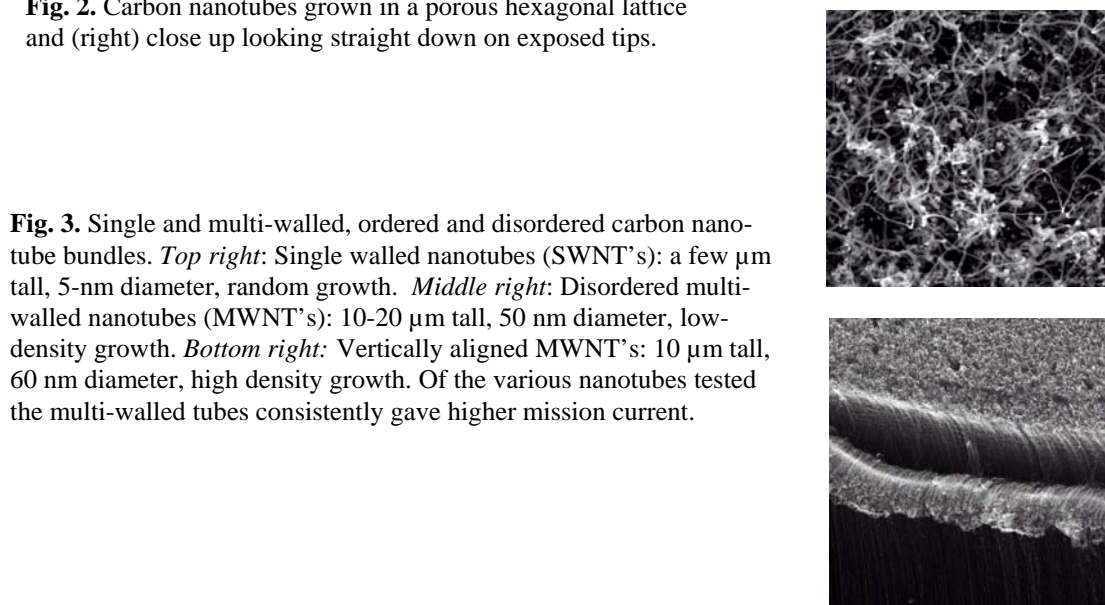 Fig. 2. Carbon nanotubes grown in a porous hexagonal lattice
and (right) close up looking straight down on exposed tips.
Fig. 3. Single and multi-walled, ordered and disordered carbon nano-
tube bundles. Top right: Single walled nanotubes (SWNT's): a few µm
tall, 5-nm diameter, random growth. Middle right: Disordered multi-
walled nanotubes (MWNT's): 10-20 µm tall, 50 nm diameter, low-
density growth. Bottom right: Vertically aligned MWNT's: 10 µm tall,
60 nm diameter, high density growth. Of the various nanotubes tested
the multi-walled tubes consistently gave higher mission current.